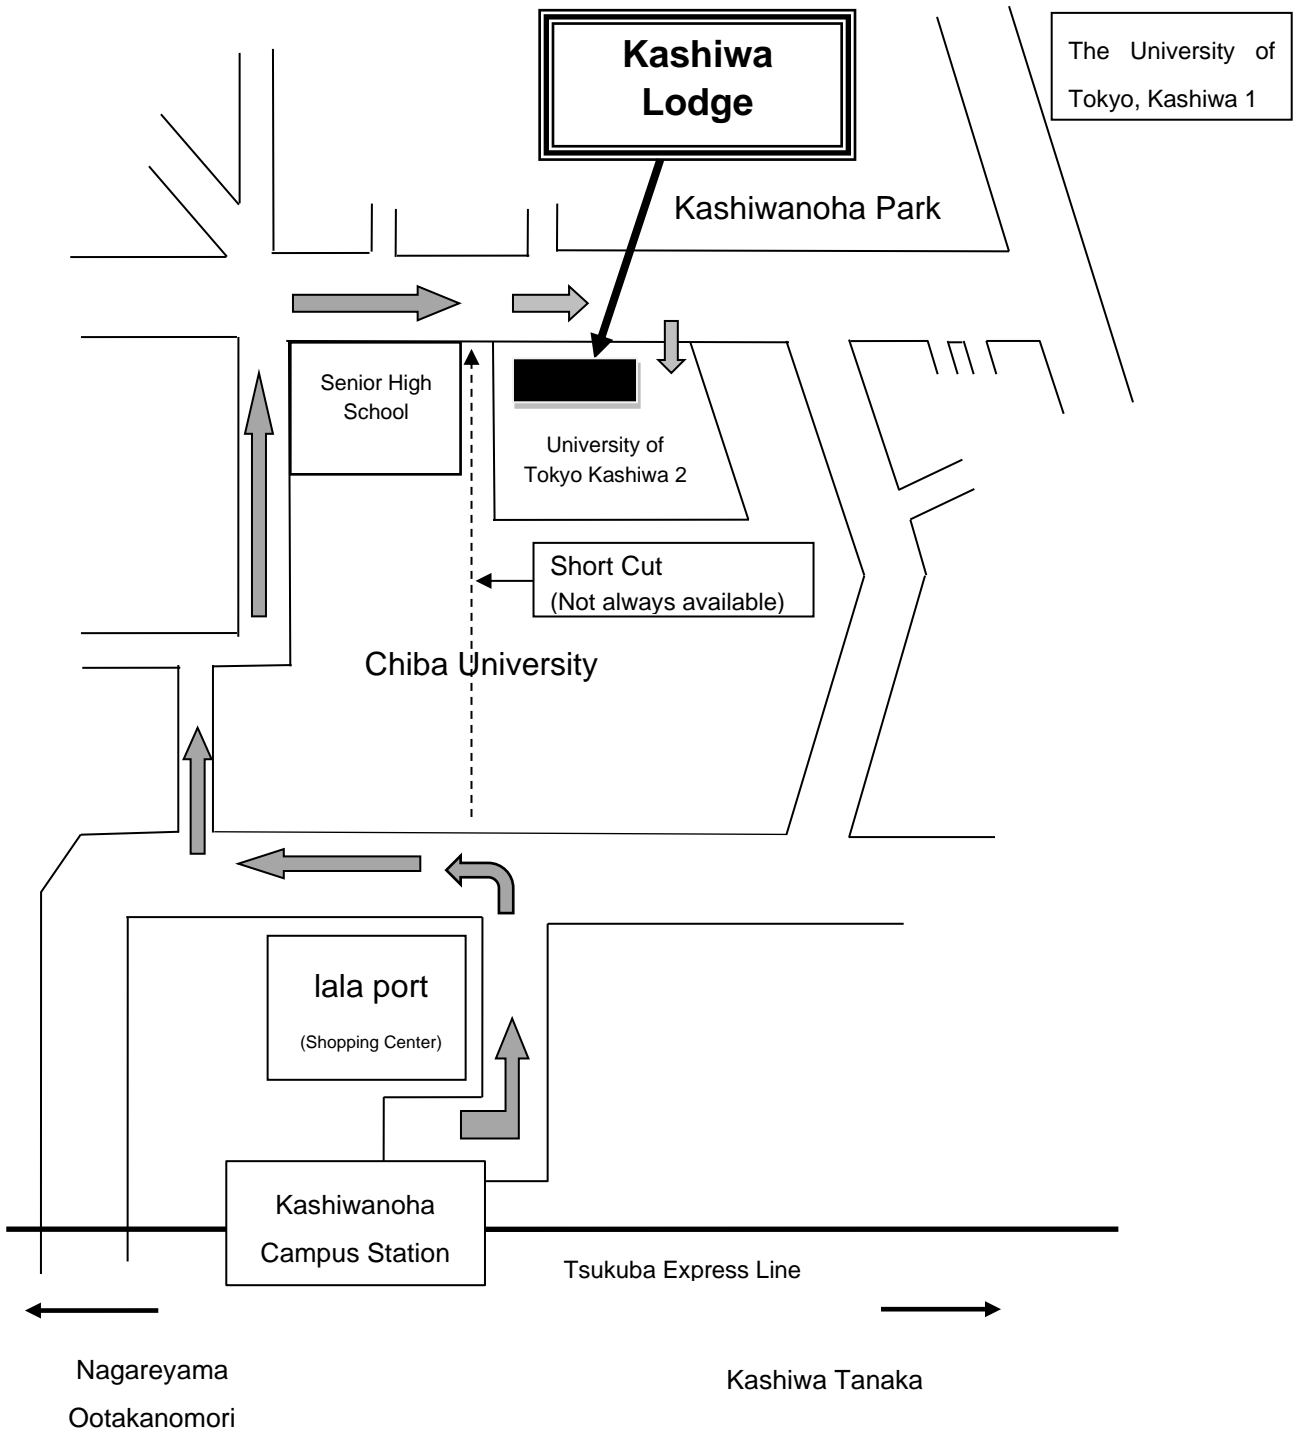 Kashiwa
Lodge
The University of
Tokyo, Kashiwa 1
Kashiwanoha Park
Senior High
School
University of
Tokyo Kashiwa 2
Short Cut
(Not always available)
Chiba University
lala port
(Shopping Center)
Kashiwanoha
Campus Station
Tsukuba Express Line
Nagareyama
Ootakanomori
Kashiwa Tanaka